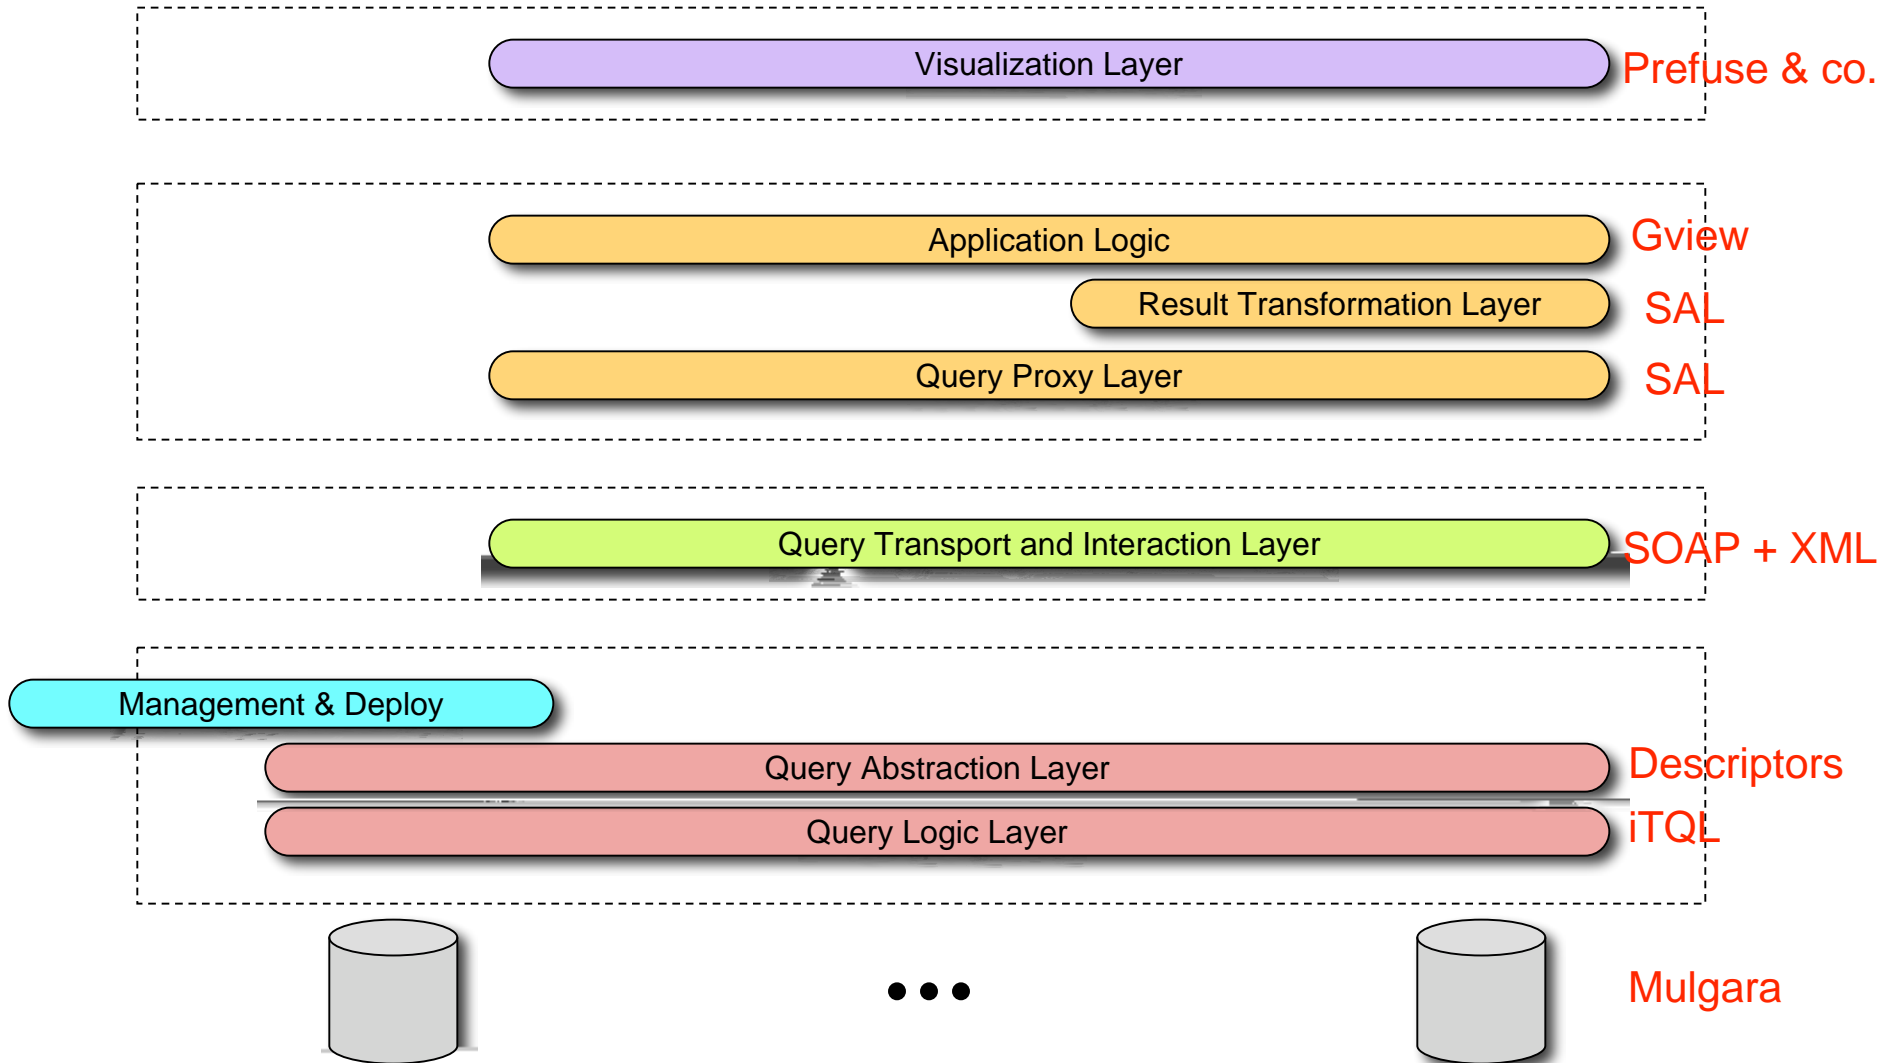 Visualization Layer
Prefuse & co.
Application Logic
Gview
Result Transformation Layer
SAL
Query Proxy Layer
SAL
Query Transport and Interaction Layer
SOAP + XML
Management & Deploy
Query Abstraction Layer
Descriptors
Query Logic Layer
iTQL
Mulgara